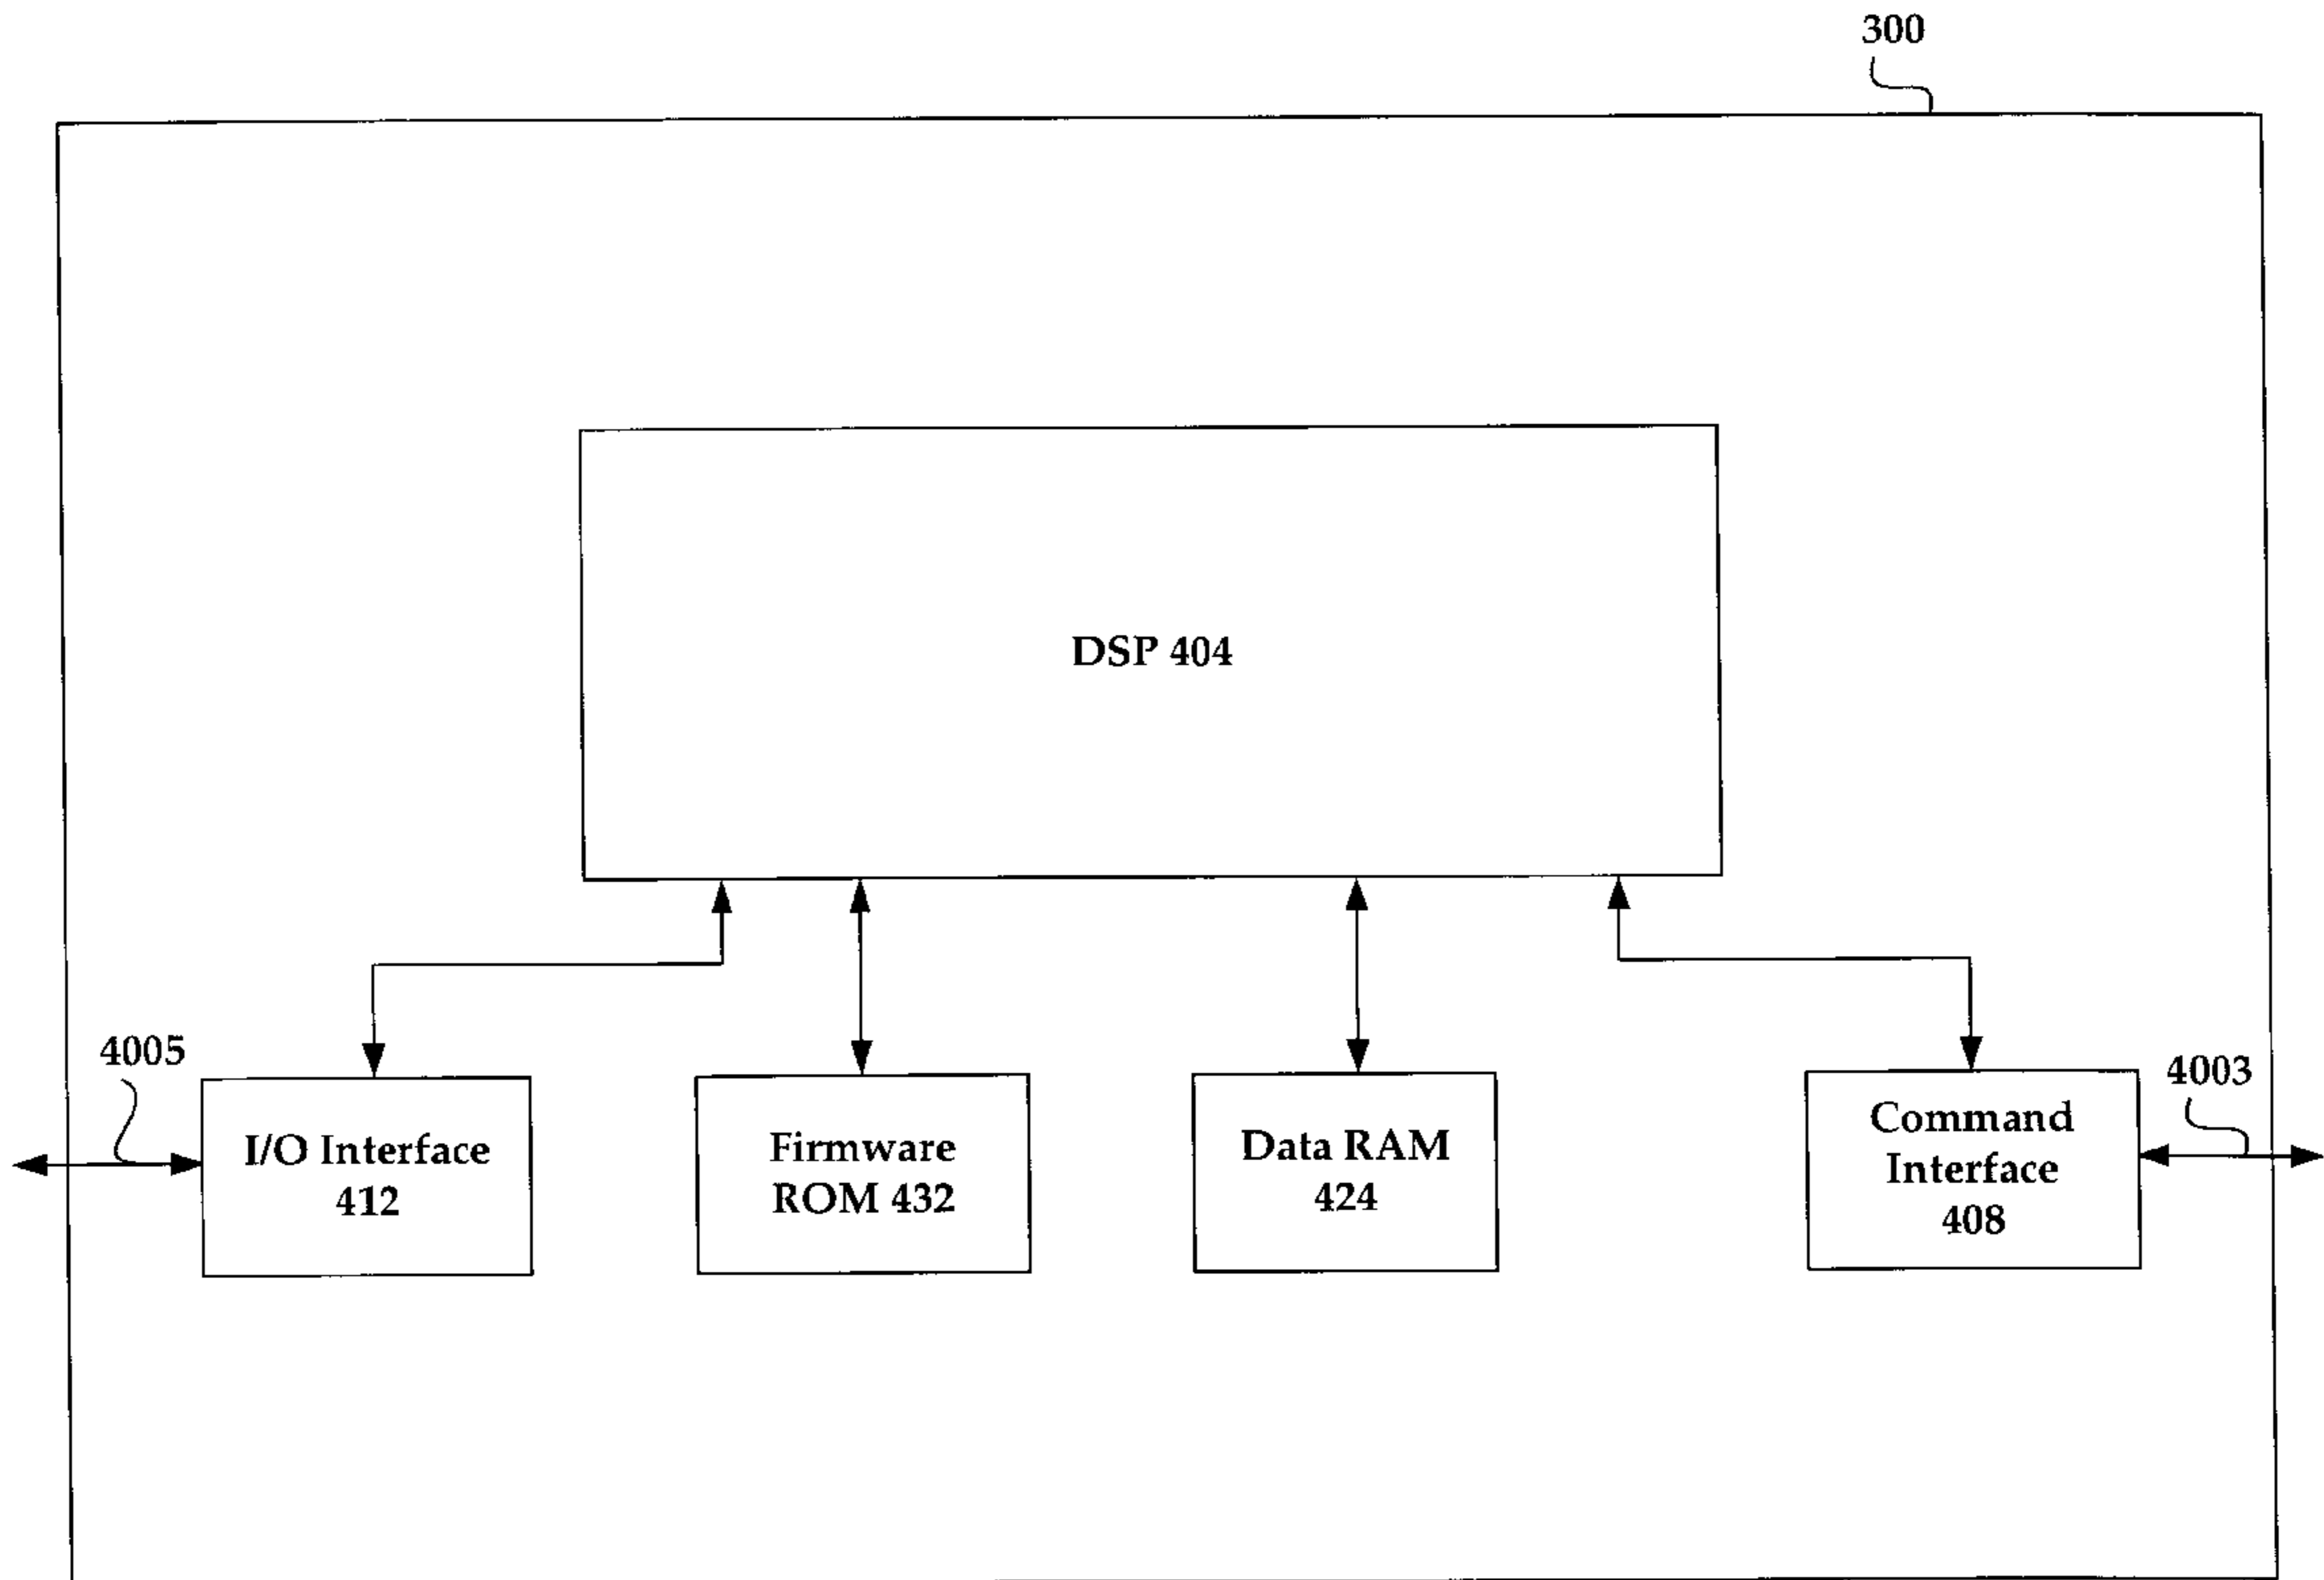 300
DSP 404
4005
I/O Interface
412
Firmware
ROM 432
Data RAM
424
Command
Interface
408
4003